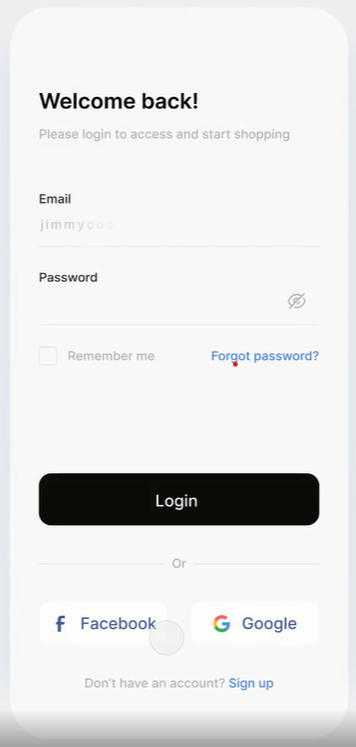 Welcome back!
Please login to access and start shopping
Email
jimmycoo
Password
Remember me
Forgot password?
Login
Or
Facebook
Google
Don't have an account? Sign up